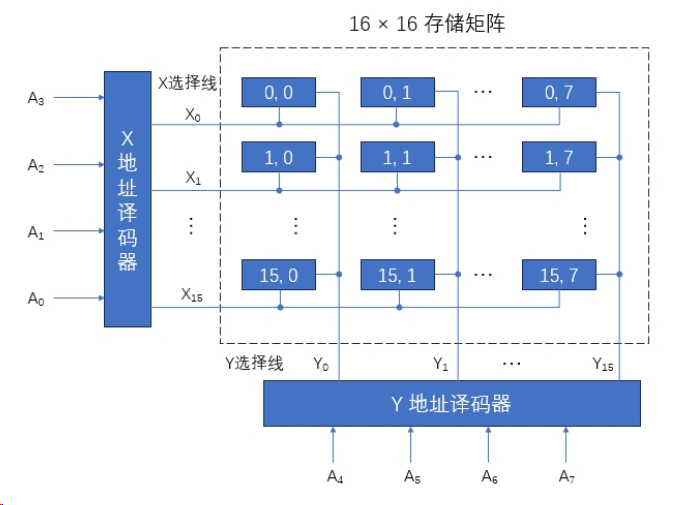 16 × 16 存储矩阵
X选择线
0, 0
0, 1
···
0, 7
A₃
X₀
X
地
址
译
码
器
1, 0
1, 1
···
1, 7
A₂
X₁
A₁
⋮
⋮
⋮
⋮
15, 0
15, 1
···
15, 7
A₀
X₁₅
Y选择线
Y₀
Y₁
···
Y₁₅
Y 地址译码器
A₄
A₅
A₆
A₇